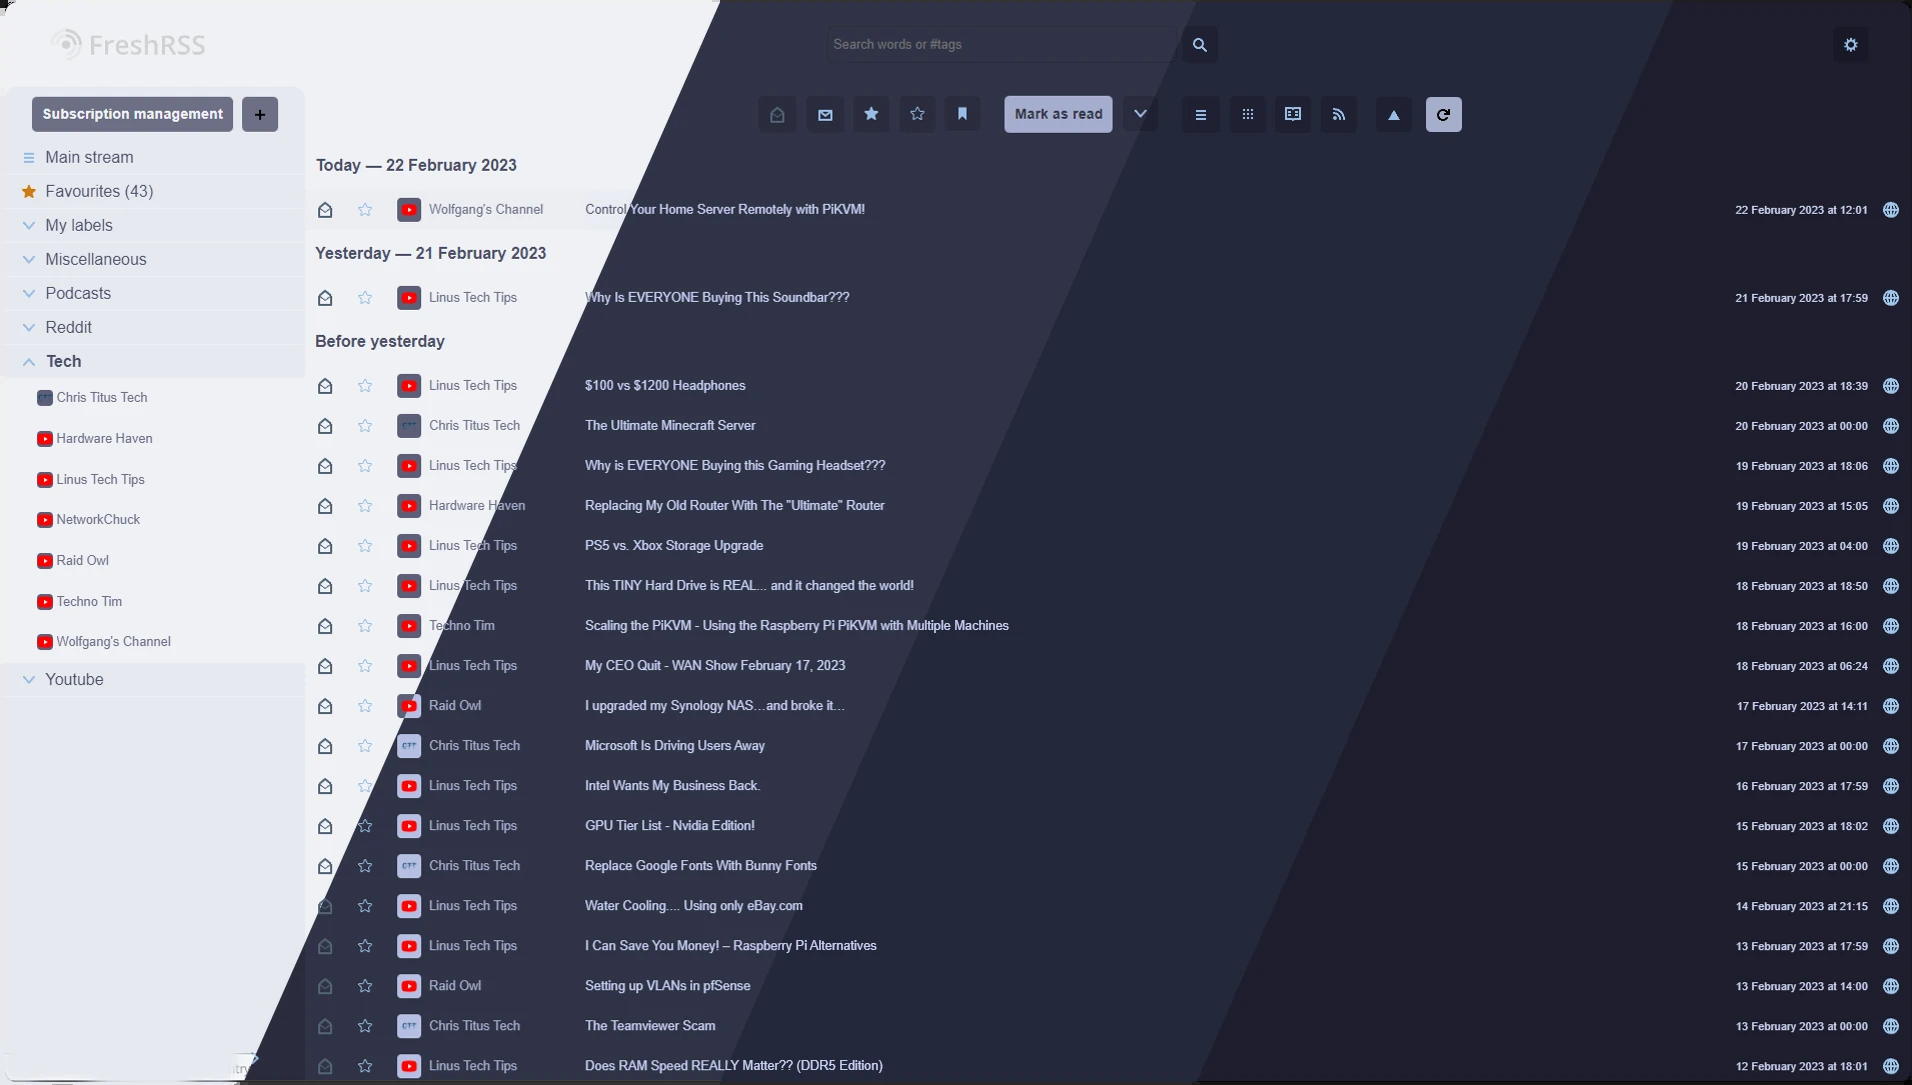 FreshRSS
Search words or #tags
Subscription management
+
Mark as read
Main stream
Favourites (43)
My labels
Miscellaneous
Podcasts
Reddit
Tech
Chris Titus Tech
Hardware Haven
Linus Tech Tips
NetworkChuck
Raid Owl
Techno Tim
Wolfgang's Channel
Youtube
Today — 22 February 2023
Wolfgang's Channel Control Your Home Server Remotely with PiKVM! 22 February 2023 at 12:01
Yesterday — 21 February 2023
Linus Tech Tips Why Is EVERYONE Buying This Soundbar??? 21 February 2023 at 17:59
Before yesterday
Linus Tech Tips $100 vs $1200 Headphones 20 February 2023 at 18:39
CTT Chris Titus Tech The Ultimate Minecraft Server 20 February 2023 at 00:00
Linus Tech Tips Why is EVERYONE Buying this Gaming Headset??? 19 February 2023 at 18:06
Hardware Haven Replacing My Old Router With The "Ultimate" Router 19 February 2023 at 15:05
Linus Tech Tips PS5 vs. Xbox Storage Upgrade 19 February 2023 at 04:00
Linus Tech Tips This TINY Hard Drive is REAL... and it changed the world! 18 February 2023 at 18:50
Techno Tim Scaling the PiKVM - Using the Raspberry Pi PiKVM with Multiple Machines 18 February 2023 at 16:00
Linus Tech Tips My CEO Quit - WAN Show February 17, 2023 18 February 2023 at 06:24
Raid Owl I upgraded my Synology NAS…and broke it… 17 February 2023 at 14:11
CTT Chris Titus Tech Microsoft Is Driving Users Away 17 February 2023 at 00:00
Linus Tech Tips Intel Wants My Business Back. 16 February 2023 at 17:59
Linus Tech Tips GPU Tier List - Nvidia Edition! 15 February 2023 at 18:02
CTT Chris Titus Tech Replace Google Fonts With Bunny Fonts 15 February 2023 at 00:00
Linus Tech Tips Water Cooling.... Using only eBay.com 14 February 2023 at 21:15
Linus Tech Tips I Can Save You Money! – Raspberry Pi Alternatives 13 February 2023 at 17:59
Raid Owl Setting up VLANs in pfSense 13 February 2023 at 14:00
CTT Chris Titus Tech The Teamviewer Scam 13 February 2023 at 00:00
Linus Tech Tips Does RAM Speed REALLY Matter?? (DDR5 Edition) 12 February 2023 at 18:01